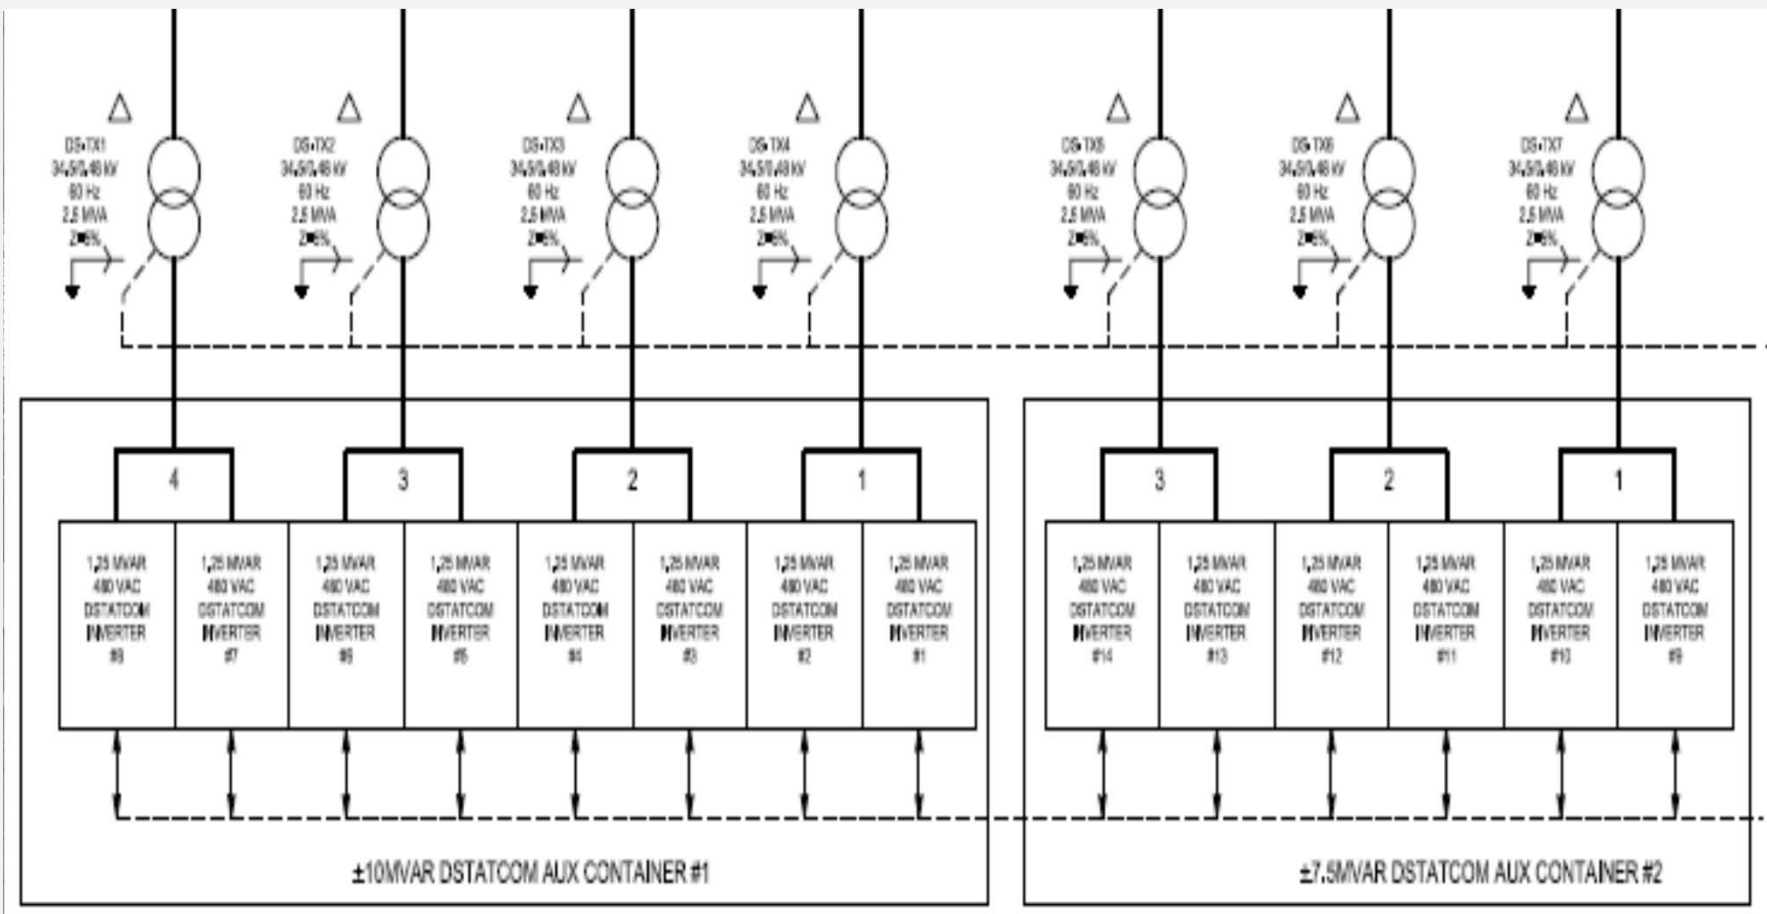 DS-TX1
34.5/0.48 kV
60 Hz
2.5 MVA
Z=6%
DS-TX2
34.5/0.48 kV
60 Hz
2.5 MVA
Z=6%
DS-TX3
34.5/0.48 kV
60 Hz
2.5 MVA
Z=6%
DS-TX4
34.5/0.48 kV
60 Hz
2.5 MVA
Z=6%
DS-TX5
34.5/0.48 kV
60 Hz
2.5 MVA
Z=6%
DS-TX6
34.5/0.48 kV
60 Hz
2.5 MVA
Z=6%
DS-TX7
34.5/0.48 kV
60 Hz
2.5 MVA
Z=6%
4
3
2
1
3
2
1
1.25 MVAR
480 VAC
DSTATCOM
INVERTER
#8
1.25 MVAR
480 VAC
DSTATCOM
INVERTER
#7
1.25 MVAR
480 VAC
DSTATCOM
INVERTER
#6
1.25 MVAR
480 VAC
DSTATCOM
INVERTER
#5
1.25 MVAR
480 VAC
DSTATCOM
INVERTER
#4
1.25 MVAR
480 VAC
DSTATCOM
INVERTER
#3
1.25 MVAR
480 VAC
DSTATCOM
INVERTER
#2
1.25 MVAR
480 VAC
DSTATCOM
INVERTER
#1
1.25 MVAR
480 VAC
DSTATCOM
INVERTER
#14
1.25 MVAR
480 VAC
DSTATCOM
INVERTER
#13
1.25 MVAR
480 VAC
DSTATCOM
INVERTER
#12
1.25 MVAR
480 VAC
DSTATCOM
INVERTER
#11
1.25 MVAR
480 VAC
DSTATCOM
INVERTER
#10
1.25 MVAR
480 VAC
DSTATCOM
INVERTER
#9
±10MVAR DSTATCOM AUX CONTAINER #1
±7.5MVAR DSTATCOM AUX CONTAINER #2